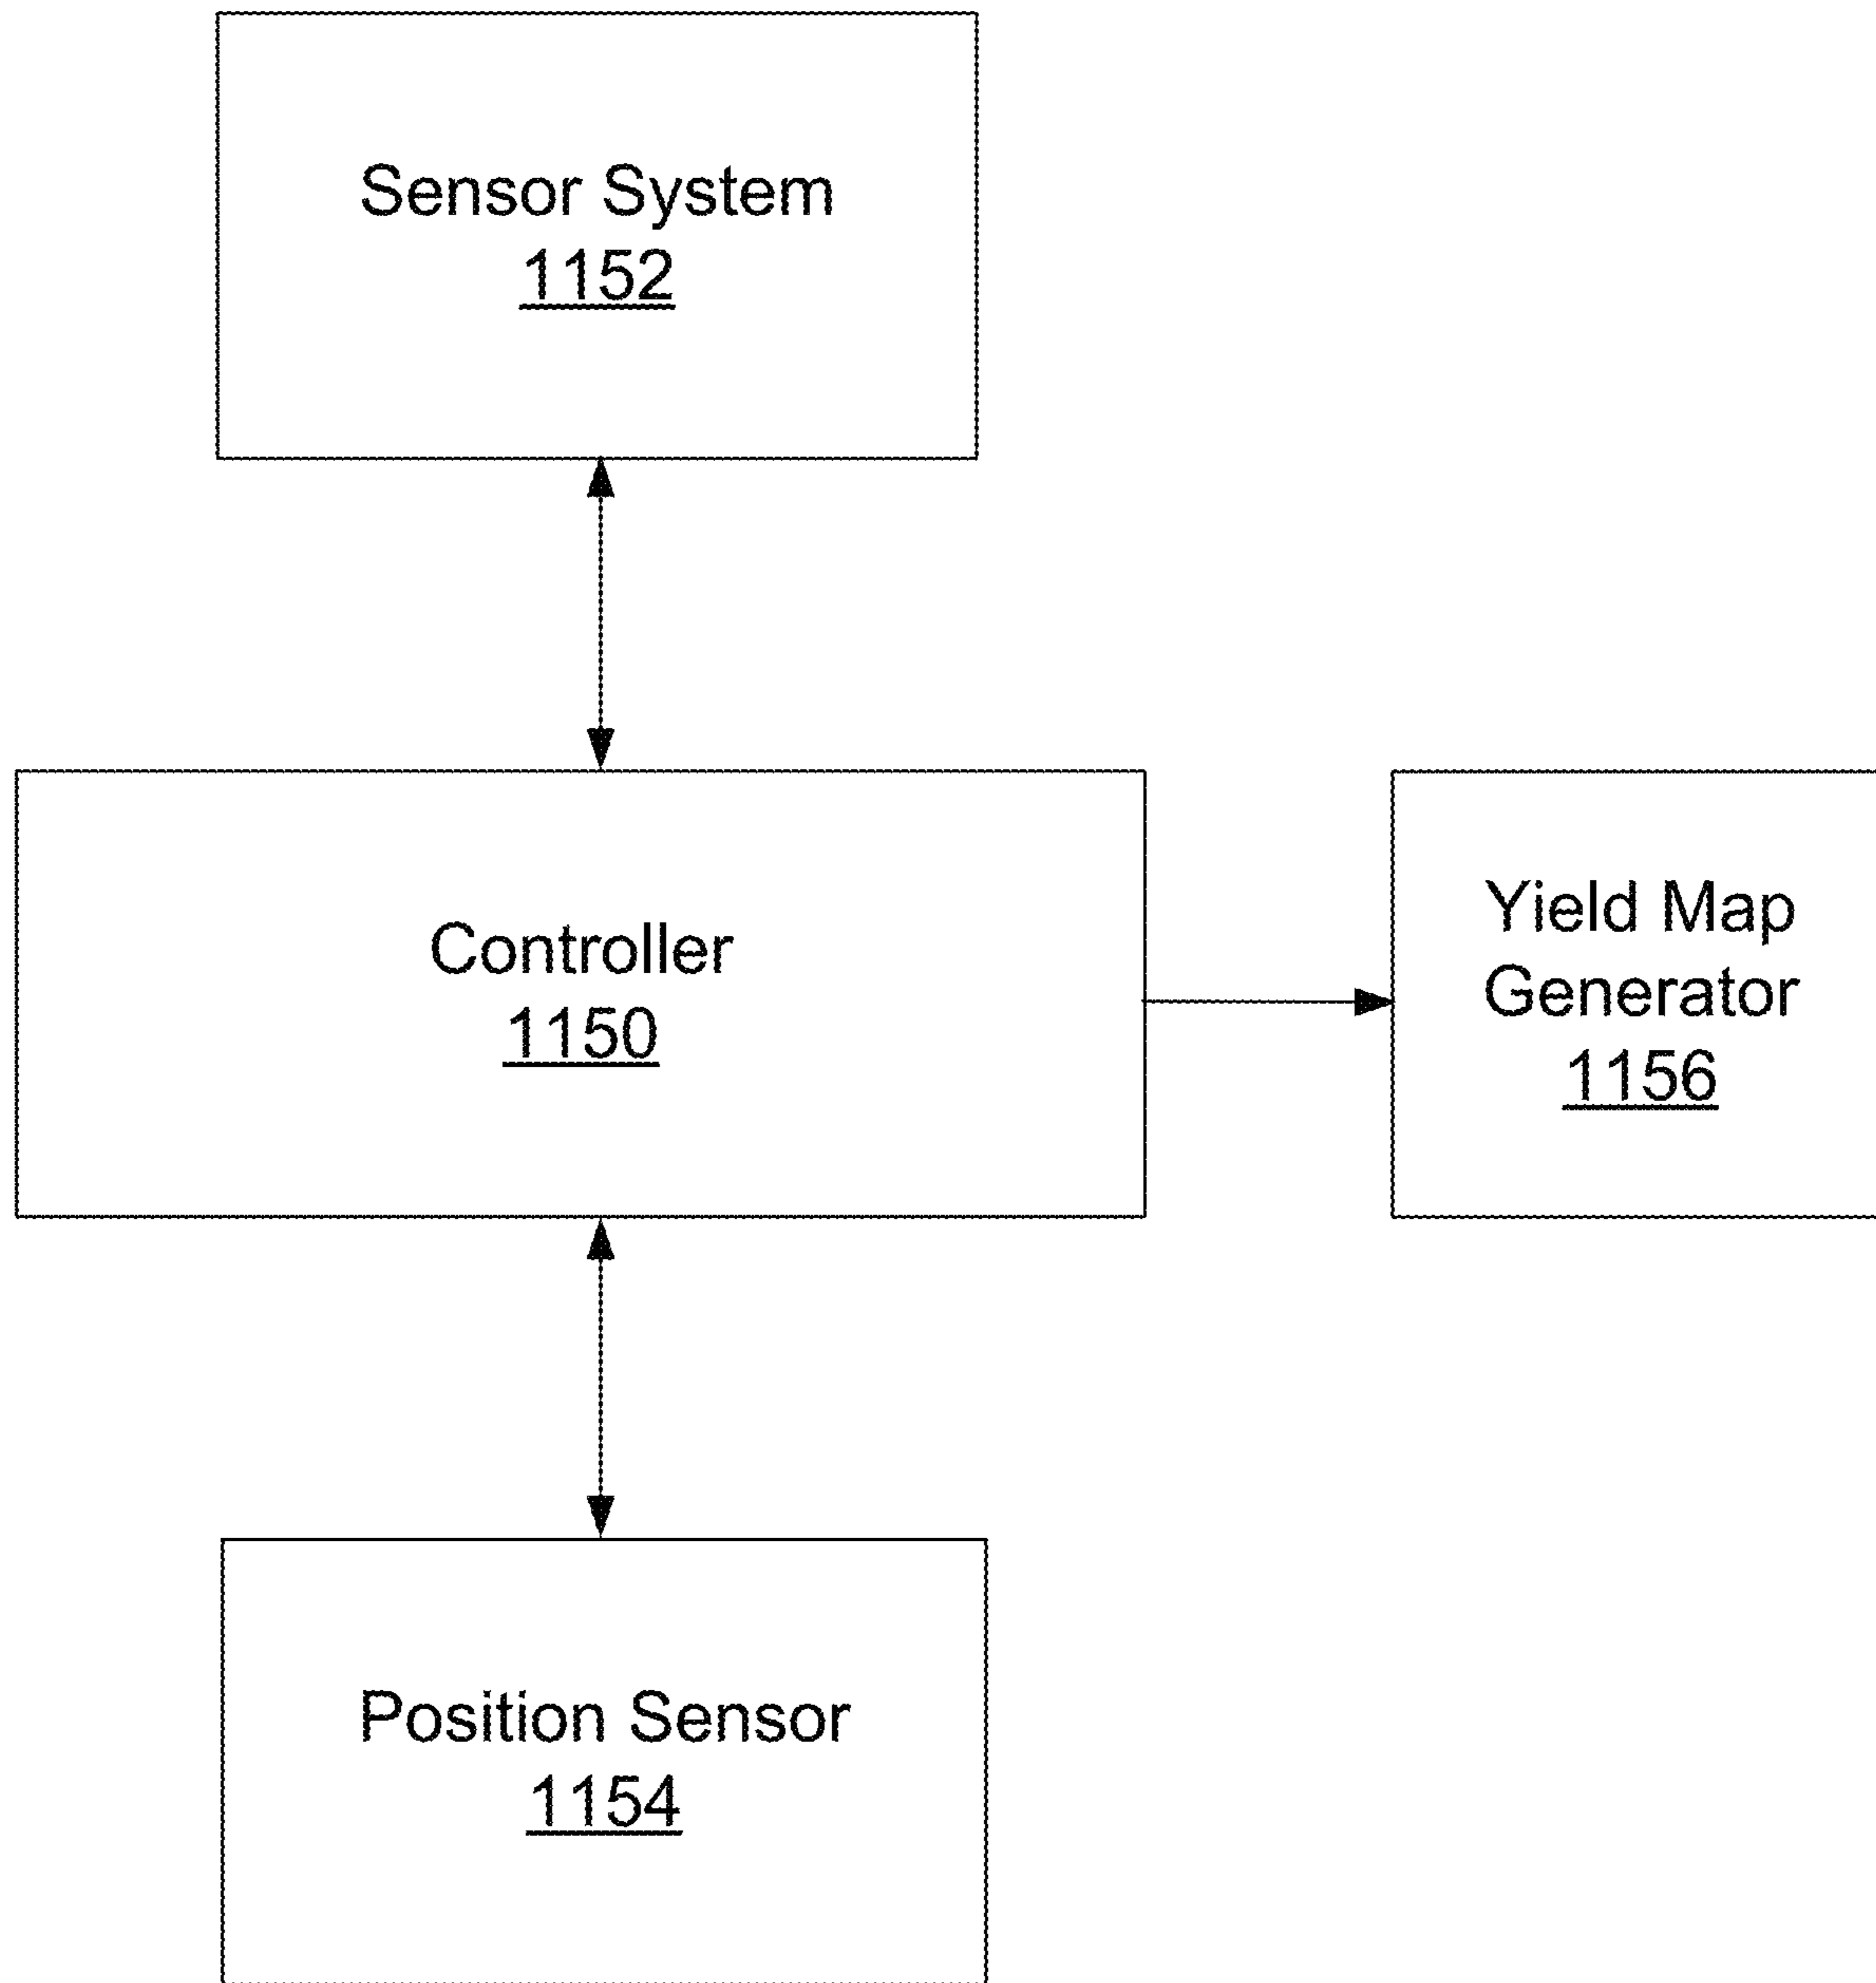 Sensor System
1152
Controller
1150
Yield Map
Generator
1156
Position Sensor
1154